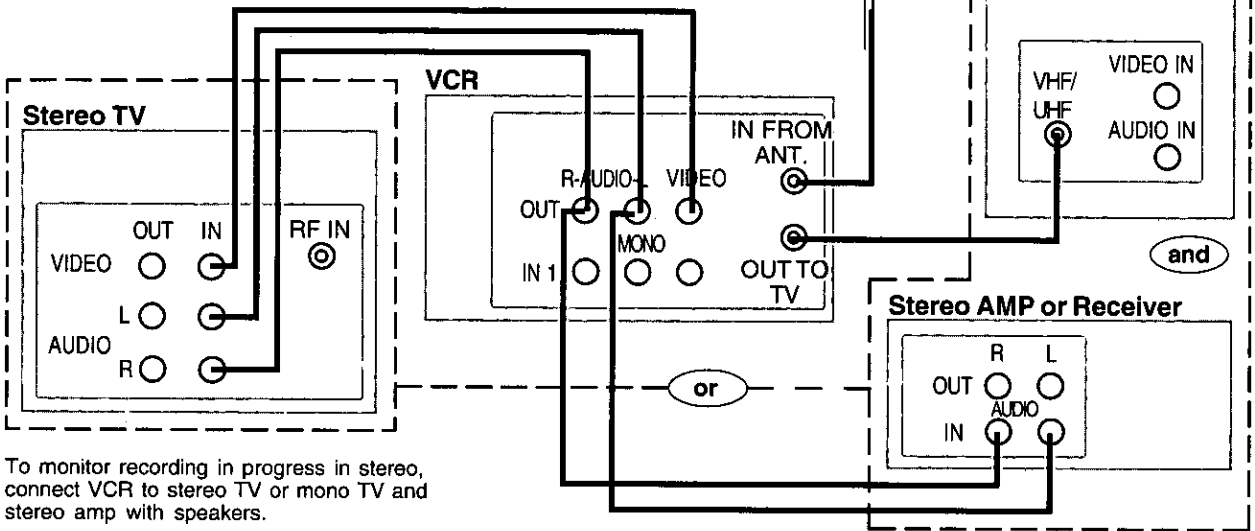 Stereo TV
OUT IN RF IN
VIDEO
L
AUDIO
R
VCR
IN FROM
ANT.
R-AUDIO-L VIDEO
OUT
MONO
IN 1
OUT TO
TV
VHF/
UHF
VIDEO IN
AUDIO IN
and
or
Stereo AMP or Receiver
R L
OUT
AUDIO
IN
To monitor recording in progress in stereo,
connect VCR to stereo TV or mono TV and
stereo amp with speakers.